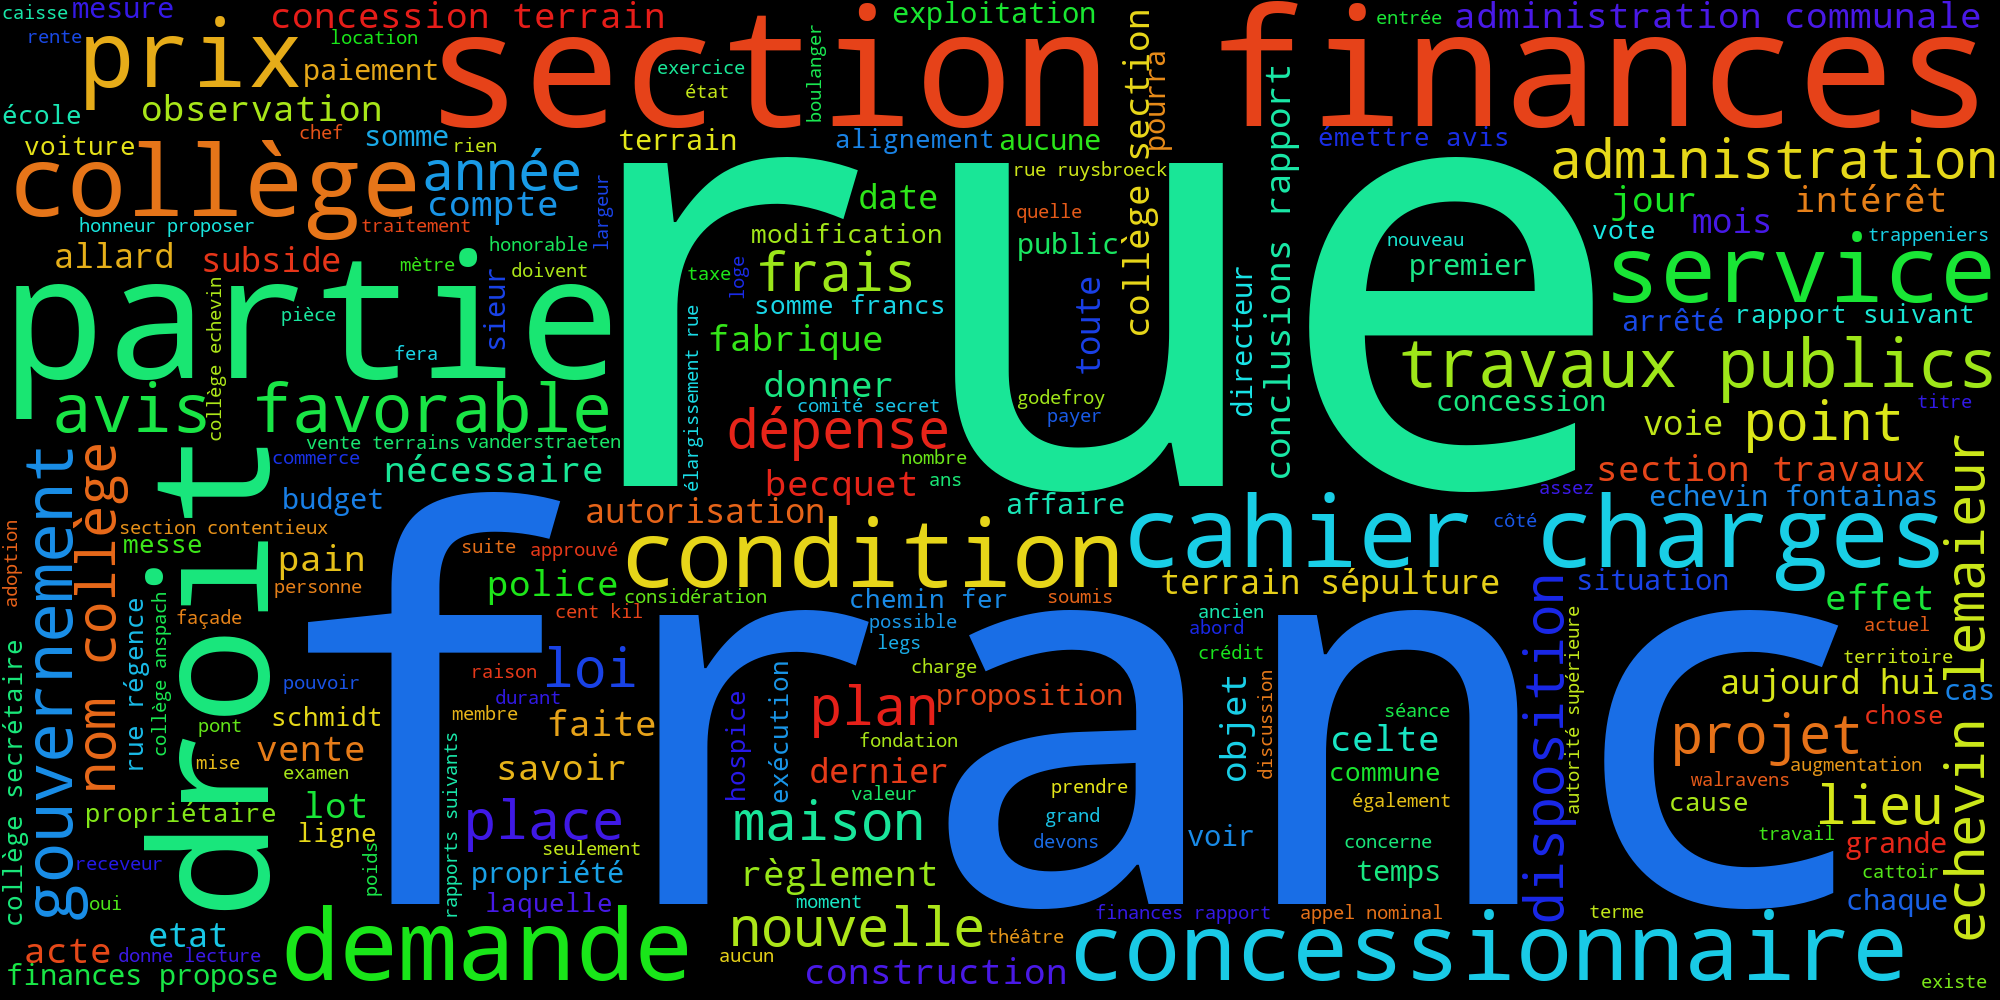 caisse
mesure
concession terrain
exploitation
entrée
administration communale
rente
prix
location
paiement
section
finances
exercice
état
boulanger
collège section
pourra
école
observation
conclusions rapport
voiture
chef
somme
rien
terrain
alignement
aucune
émettre avis
administration
collège
année
compte
rue
rue ruysbroeck
date
quelle
jour
mois
intérêt
honneur proposer
traitement
largeur
modification
public
nouveau
premier
vote
trappeniers
allard
subside
mètre
honorable
doivent
sieur
taxe
loge
frais
somme francs
toute
directeur
service
partie
pièce
fera
collège echevin
élargissement rue
fabrique
arrêté
rapport suivant
travaux publics
avis favorable
donner
comité secret
godefroy
payer
concession
titre
voie
point
dépense
vente terrains
vanderstraeten
commerce
nécessaire
becquet
nombre
ans
section travaux
assez
echevin fontainas
budget
autorisation
affaire
cahier charges
côté
section contentieux
messe
adoption
gouvernement
nom collège
droit
franc
pain
personne
suite
approuvé
condition
police
considération
cent kil
chemin fer
soumis
terrain sépulture
situation
effet
echevin lemaieur
façade
rue régence
collège anspach
collège secrétaire
possible
legs
ancien
abord
crédit
actuel
territoire
autorité supérieure
disposition
pouvoir
raison
loi
durant
charge
plan
proposition
hospice
exécution
objet
discussion
aujourd hui
cas
pont
schmidt
membre
faite
fondation
séance
celte
projet
chose
vente
mise
examen
savoir
dernier
prendre
commune
walravens
augmentation
propriétaire
lot
ligne
rapports suivants
place
valeur
maison
grand
également
cause
lieu
travail
grande
receveur
poids
seulement
devons
voir
concerne
propriété
règlement
temps
cattoir
oui
laquelle
moment
chaque
acte
etat
donne lecture
finances propose
demande
nouvelle
aucun
théâtre
construction
finances rapport
appel nominal
terme
concessionnaire
existe